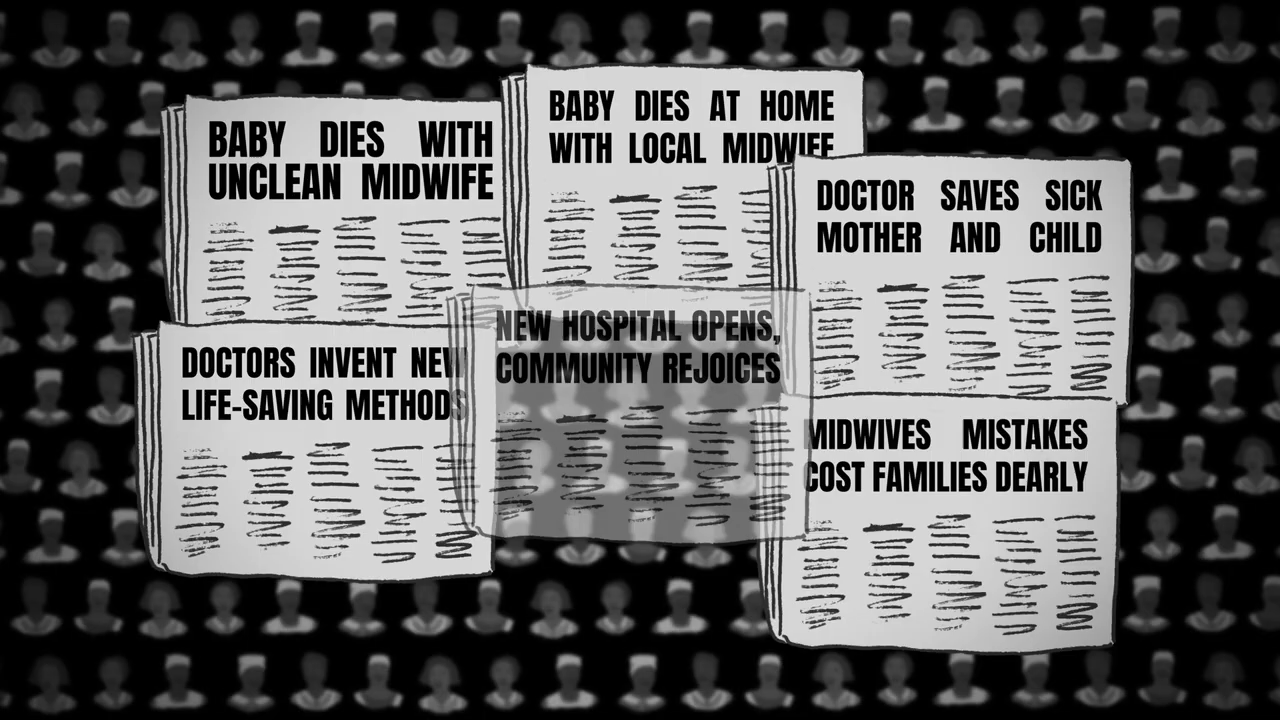 BABY DIES WITH
UNCLEAN MIDWIFE
BABY DIES AT HOME
WITH LOCAL MIDWIFE
DOCTOR SAVES SICK
MOTHER AND CHILD
DOCTORS INVENT NEW
LIFE-SAVING METHODS
NEW HOSPITAL OPENS,
COMMUNITY REJOICES
MIDWIVES MISTAKES
COST FAMILIES DEARLY